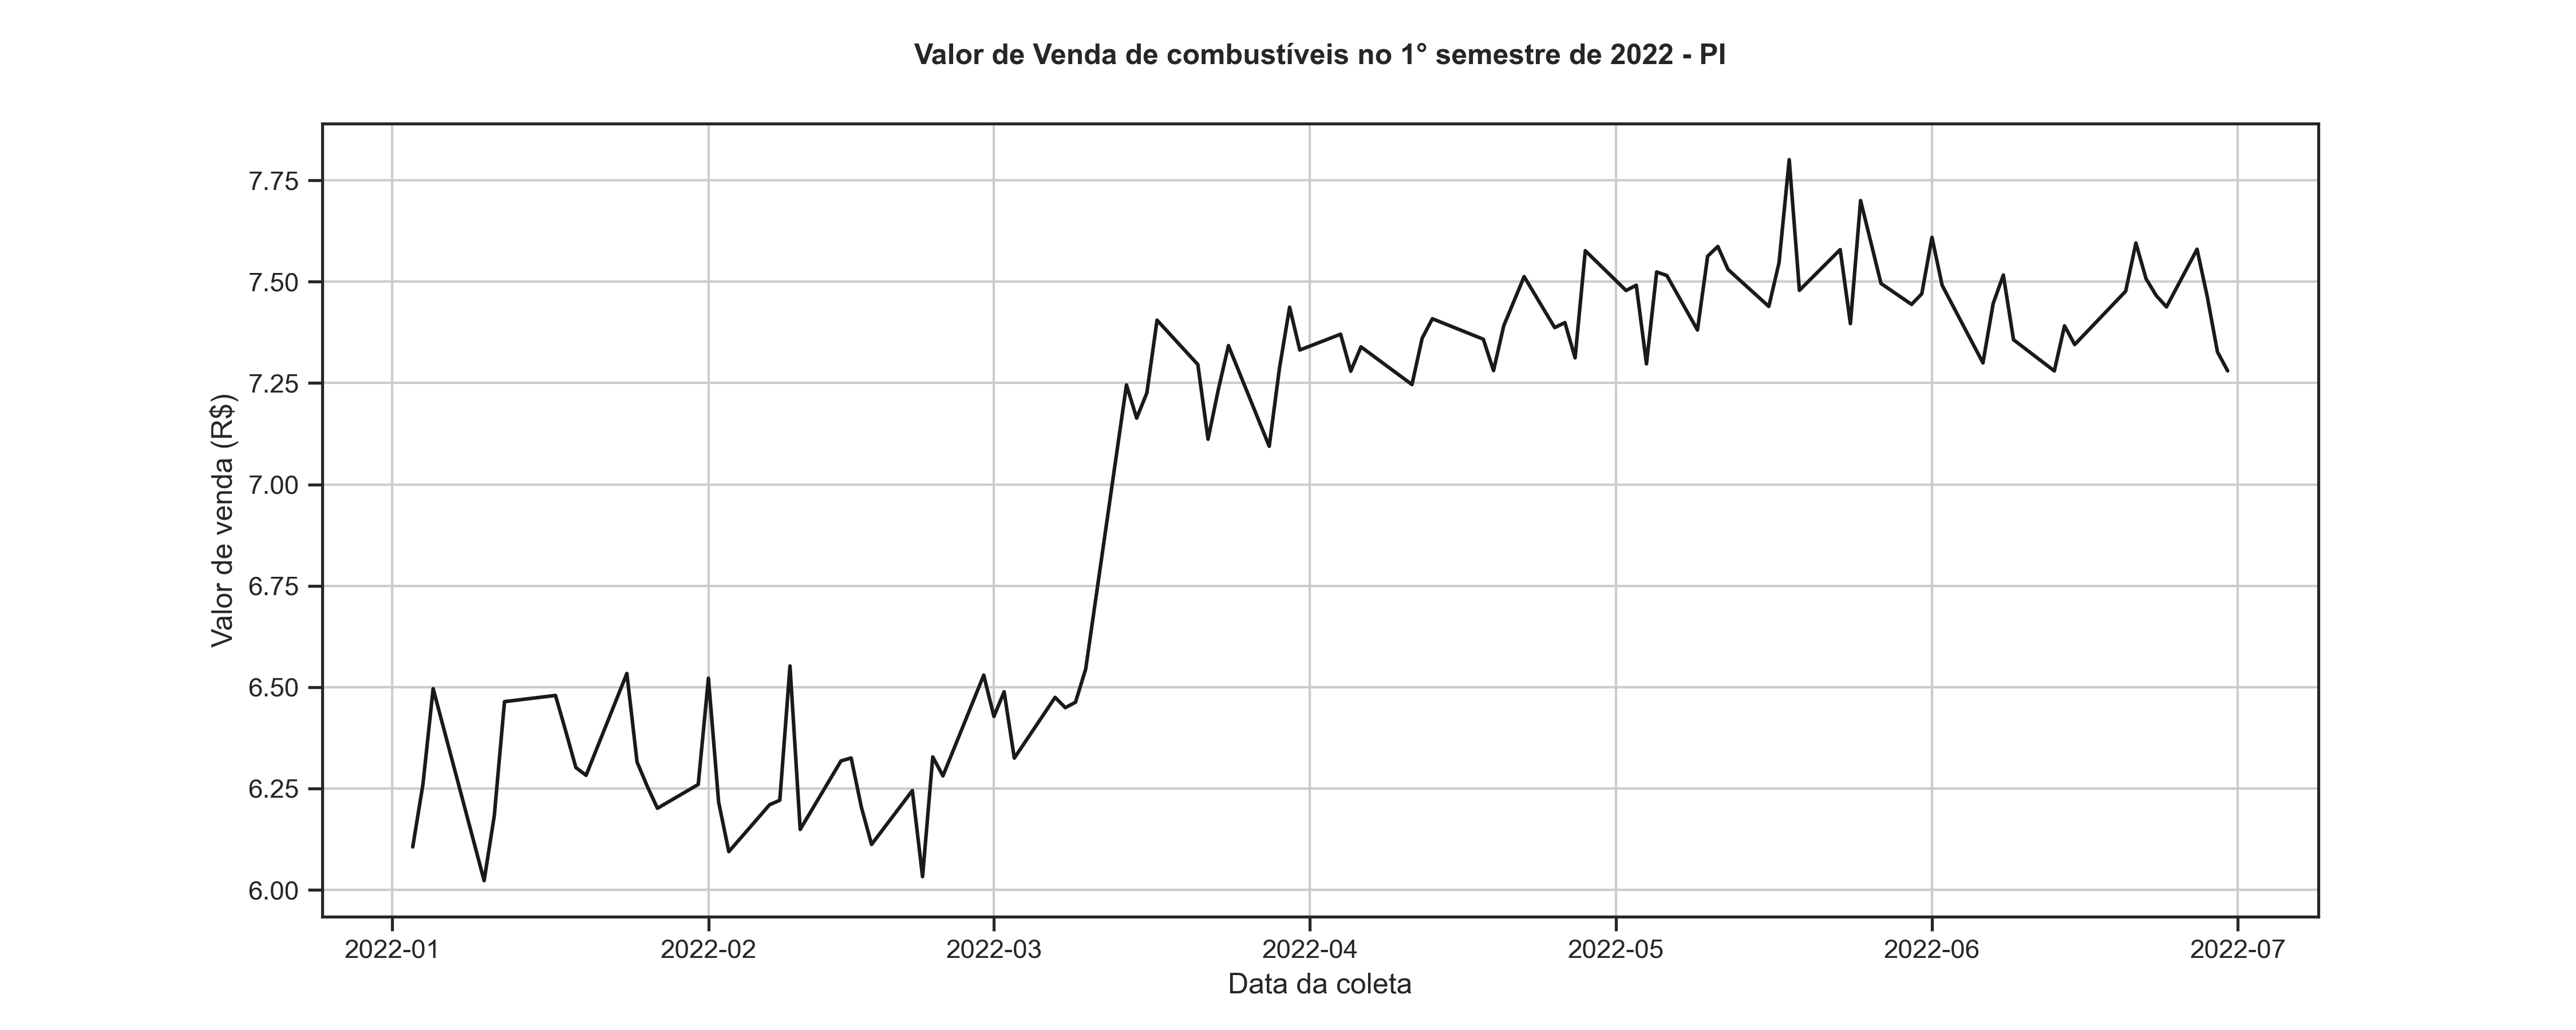 Valor de Venda de combustíveis no 1° semestre de 2022 - PI
Valor de venda (R$)
7.75
7.50
7.25
7.00
6.75
6.50
6.25
6.00
2022-01 2022-02 2022-03 2022-04 2022-05 2022-06 2022-07
Data da coleta